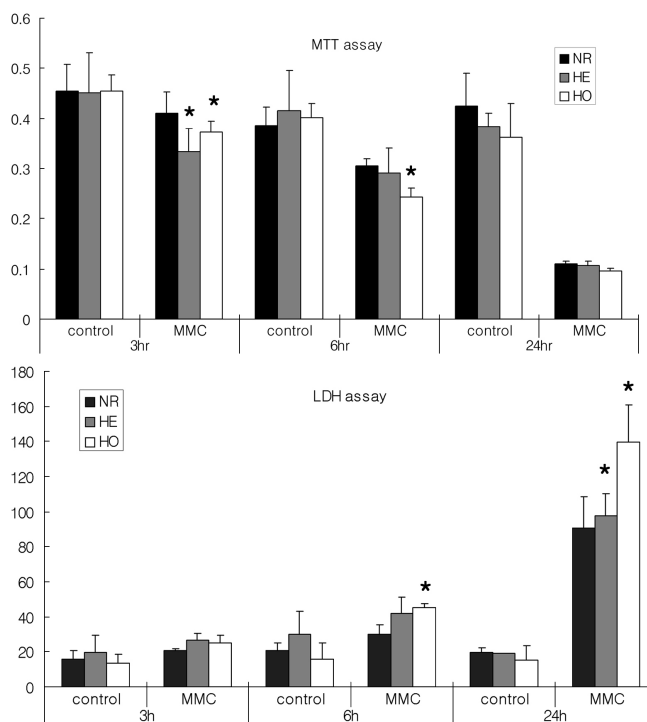 MTT assay
NR
HE
HO
0.6
0.5
0.4
0.3
0.2
0.1
0
* *
*
control MMC control MMC control MMC
3hr 6hr 24hr
LDH assay
NR
HE
HO
180
160
140
120
100
80
60
40
20
0
*
*
*
control MMC control MMC control MMC
3h 6h 24h